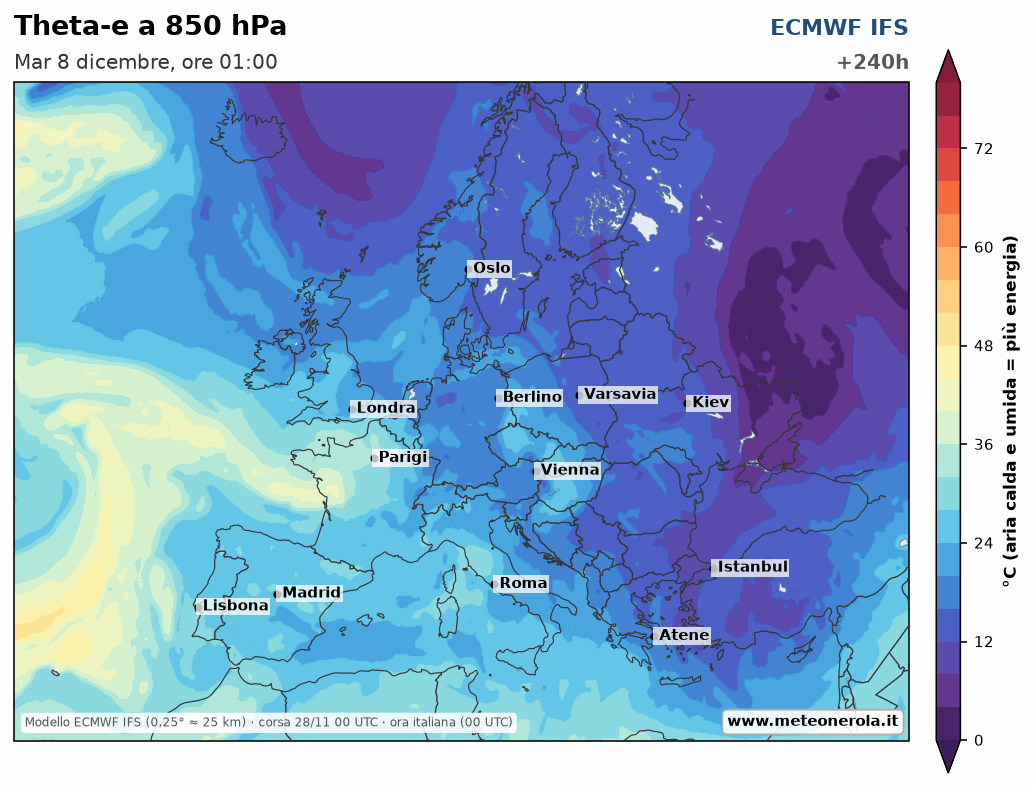 Theta-e a 850 hPa
ECMWF IFS
Mar 8 dicembre, ore 01:00
+240h
72
60
48
36
24
12
0
°C (aria calda e umida = più energia)
Oslo
Berlino
Varsavia
Kiev
Londra
Parigi
Vienna
Istanbul
Roma
Madrid
Lisbona
Atene
Modello ECMWF IFS (0,25° ≈ 25 km) · corsa 28/11 00 UTC · ora italiana (00 UTC)
www.meteonerola.it